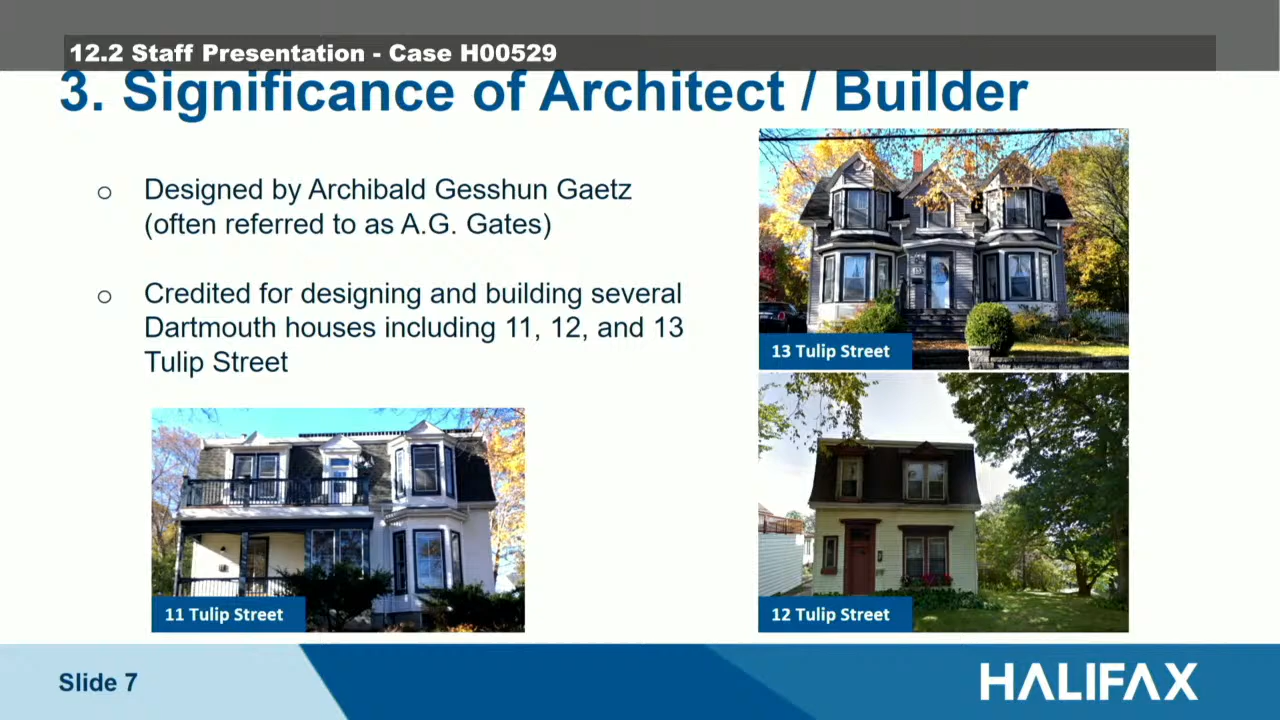 12.2 Staff Presentation - Case H00529
3. Significance of Architect / Builder
o Designed by Archibald Gesshun Gaetz
(often referred to as A.G. Gates)
o Credited for designing and building several
Dartmouth houses including 11, 12, and 13
Tulip Street
13 Tulip Street
11 Tulip Street
12 Tulip Street
Slide 7
HALIFAX